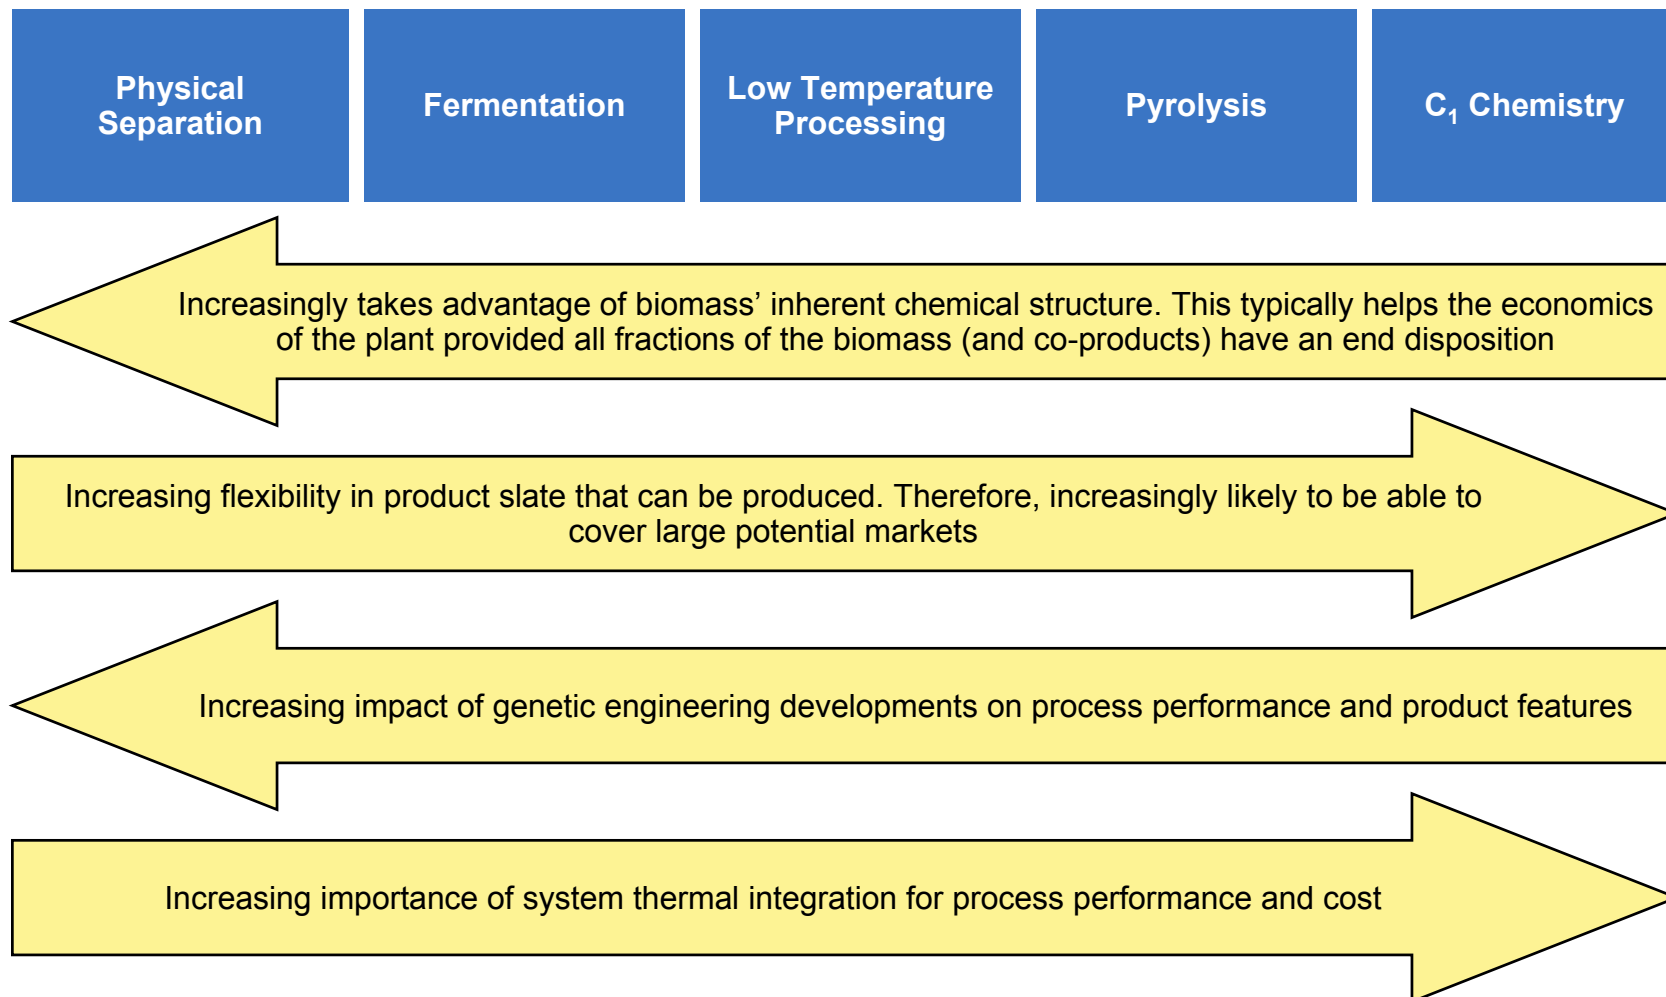 Physical
Separation
Fermentation
Low Temperature
Processing
Pyrolysis
C₁ Chemistry
Increasingly takes advantage of biomass’ inherent chemical structure. This typically helps the economics
of the plant provided all fractions of the biomass (and co-products) have an end disposition
Increasing flexibility in product slate that can be produced. Therefore, increasingly likely to be able to
cover large potential markets
Increasing impact of genetic engineering developments on process performance and product features
Increasing importance of system thermal integration for process performance and cost